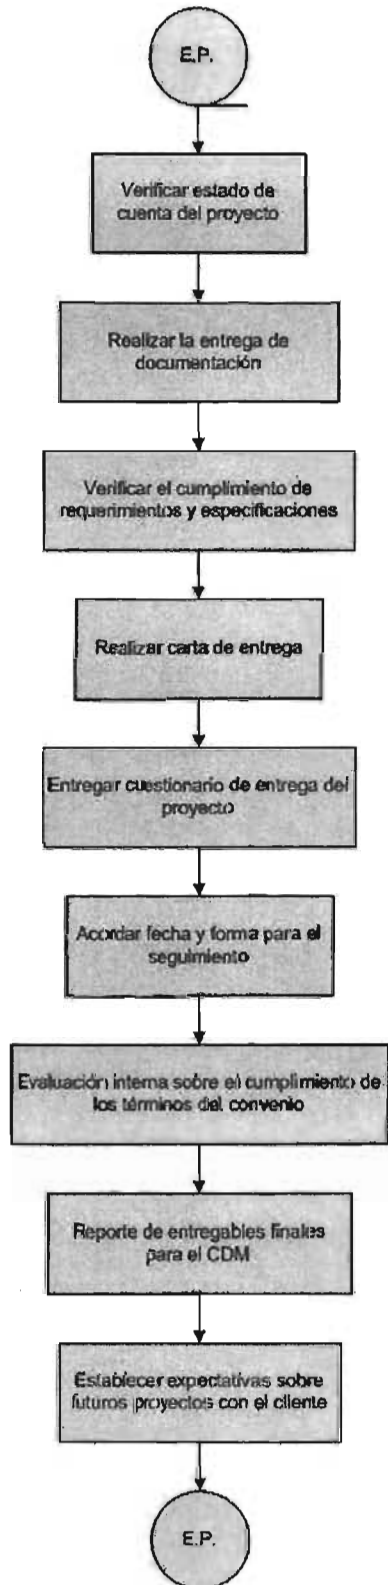 E.P.
Verificar estado de
cuenta del proyecto
Realizar la entrega de
documentación
Verificar el cumplimiento de
requerimientos y especificaciones
Realizar carta de entrega
Entregar cuestionario de entrega del
proyecto
Acordar fecha y forma para el
seguimiento
Evaluación interna sobre el cumplimiento de
los términos del convenio
Reporte de entregables finales
para el CDM
Establecer expectativas sobre
futuros proyectos con el cliente
E.P.